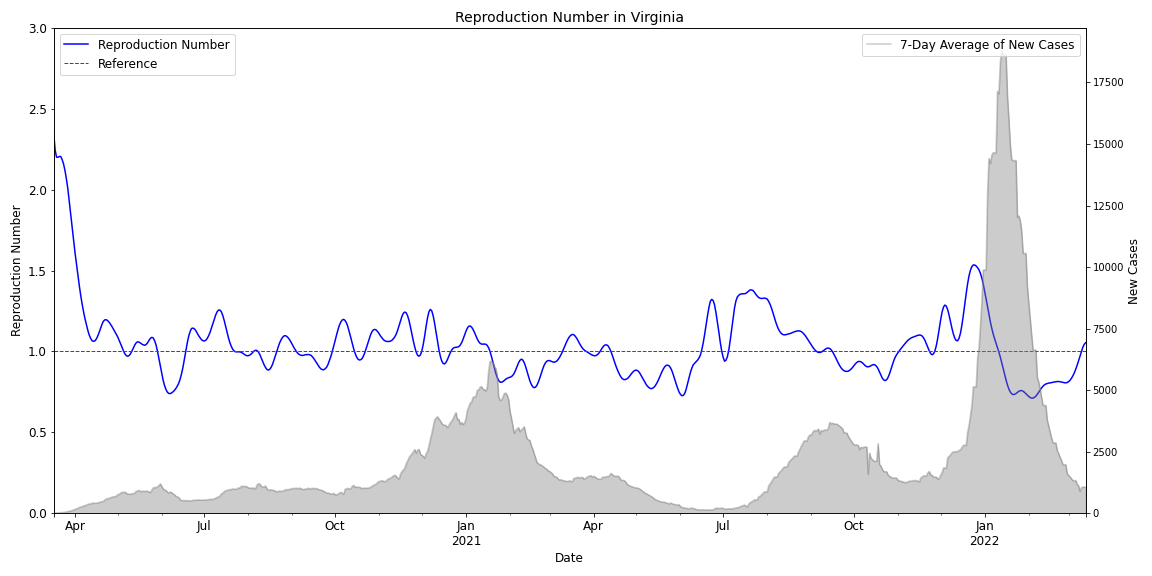 Reproduction Number in Virginia
Reproduction Number
Reference
7-Day Average of New Cases
3.0
2.5
2.0
1.5
1.0
0.5
0.0
Reproduction Number
17500
15000
12500
10000
7500
5000
2500
0
New Cases
Apr Jul Oct Jan Apr Jul Oct Jan
2021 2022
Date